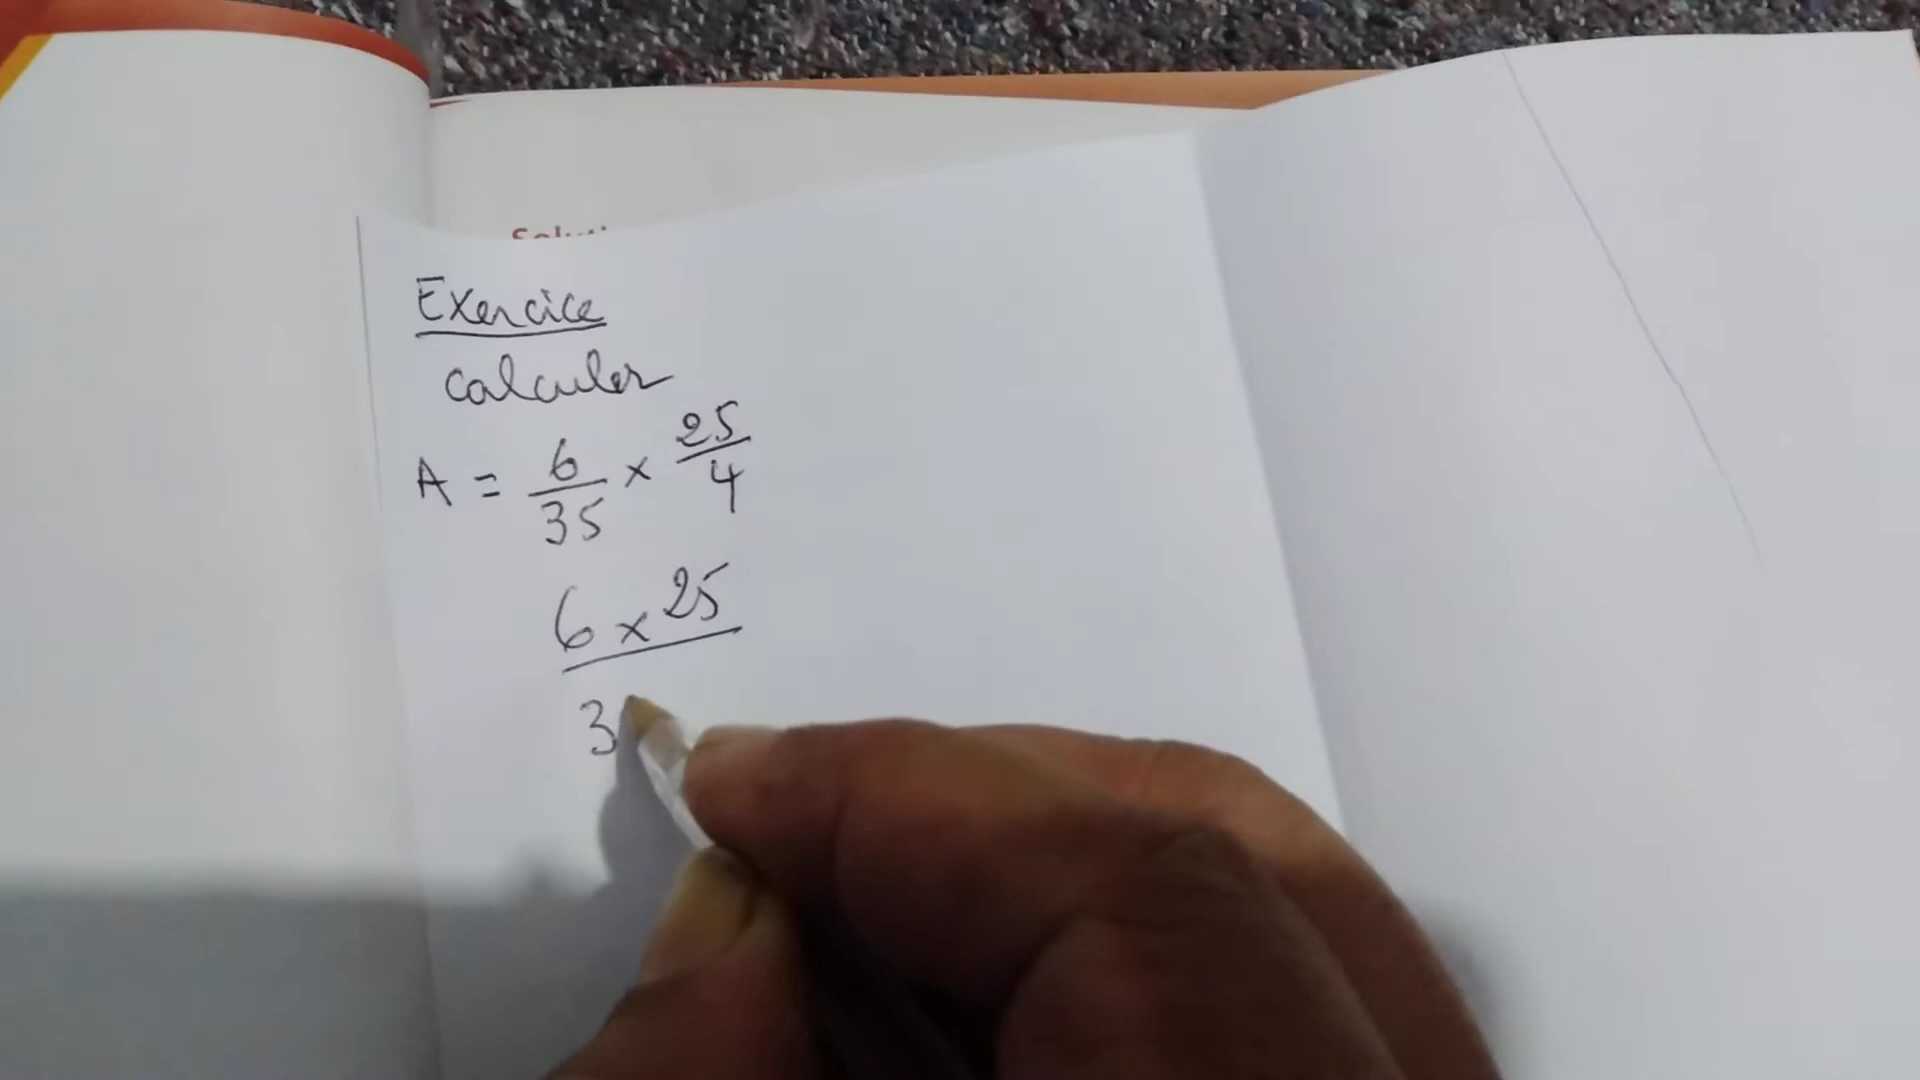 Exercice
calculer
A = 6/35 × 25/4
6 × 25
3